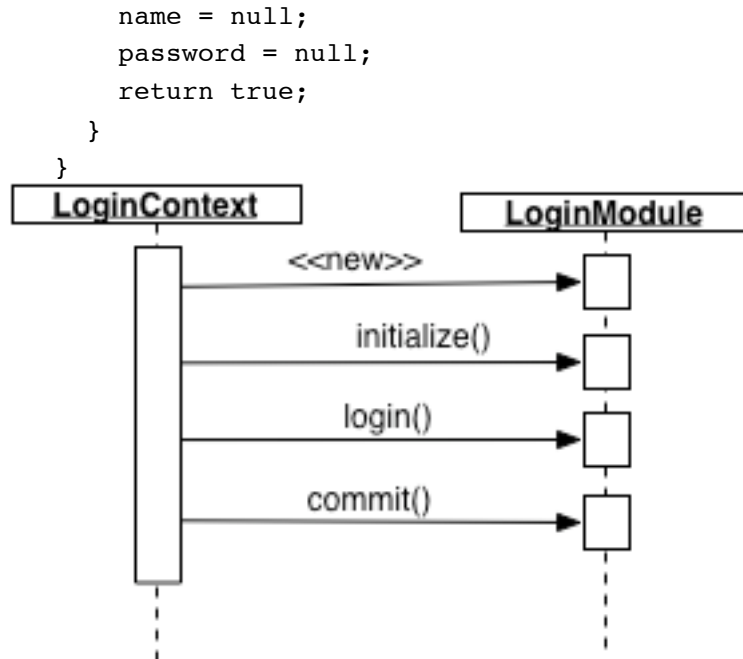 name = null;
password = null;
return true;
}
}
LoginContext
LoginModule
<<new>>
initialize()
login()
commit()